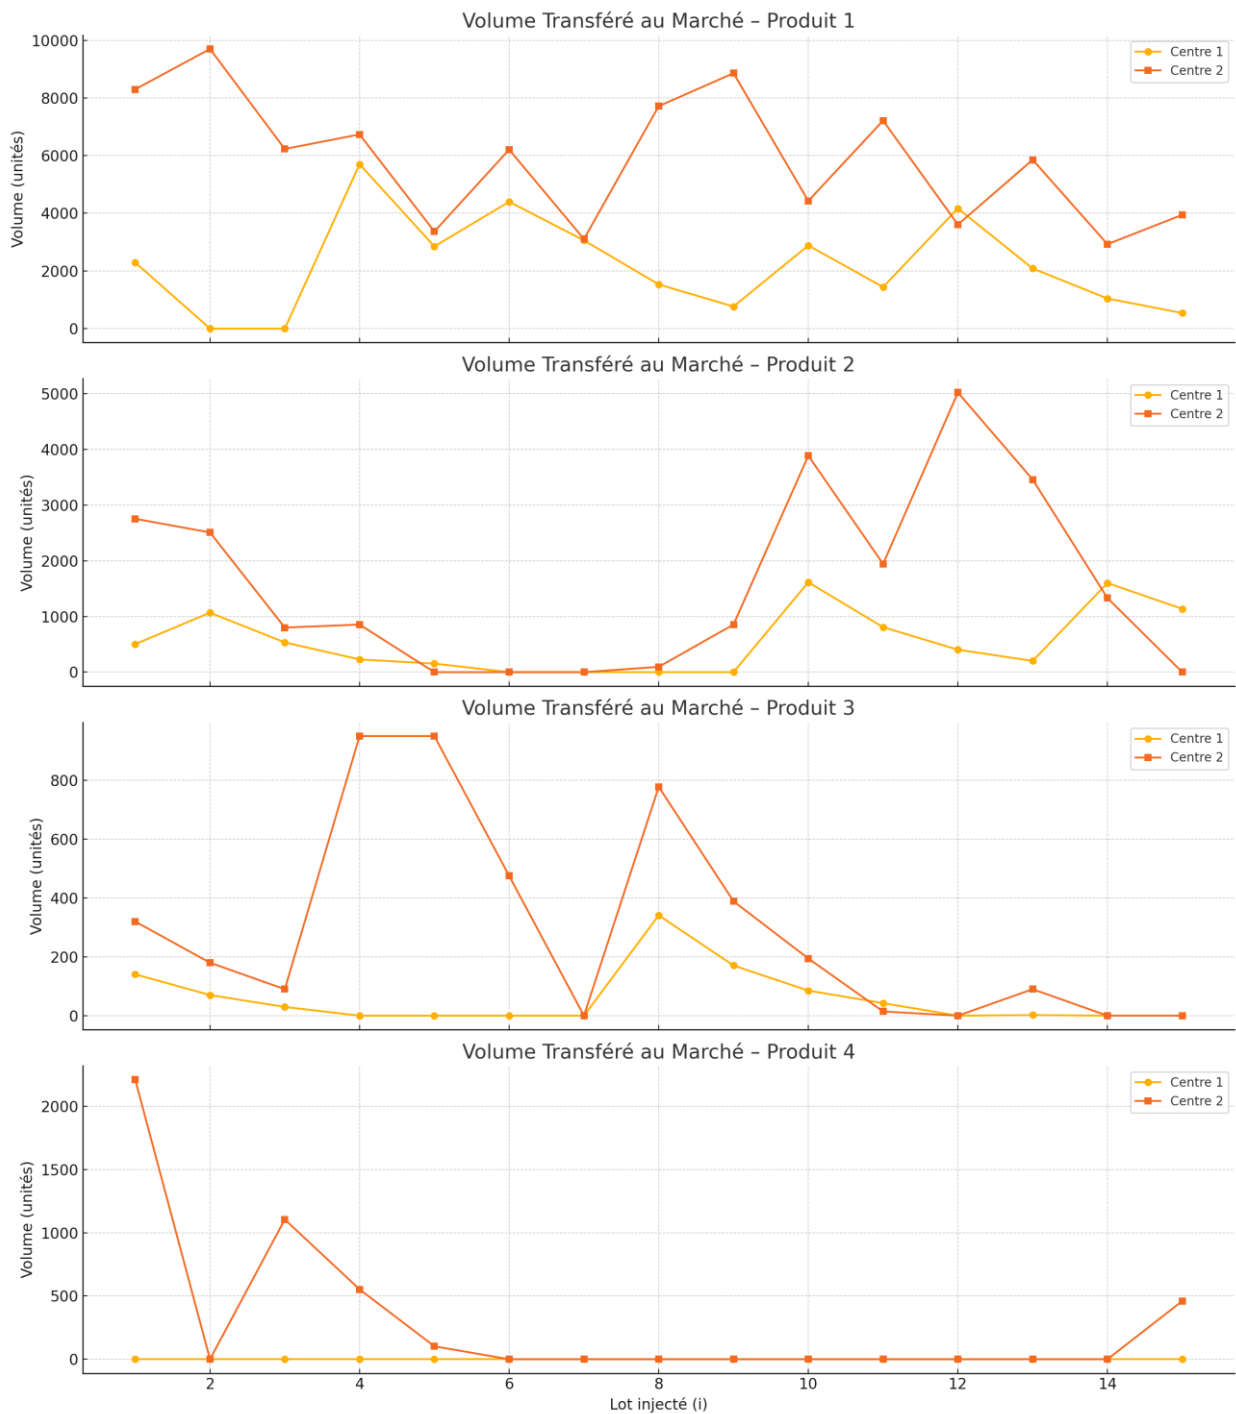 Volume Transféré au Marché – Produit 1
10000
8000
6000
4000
2000
0
Volume (unités)
Centre 1
Centre 2
Volume Transféré au Marché – Produit 2
5000
4000
3000
2000
1000
0
Volume (unités)
Centre 1
Centre 2
Volume Transféré au Marché – Produit 3
800
600
400
200
0
Volume (unités)
Centre 1
Centre 2
Volume Transféré au Marché – Produit 4
2000
1500
1000
500
0
Volume (unités)
Centre 1
Centre 2
2 4 6 8 10 12 14
Lot injecté (i)